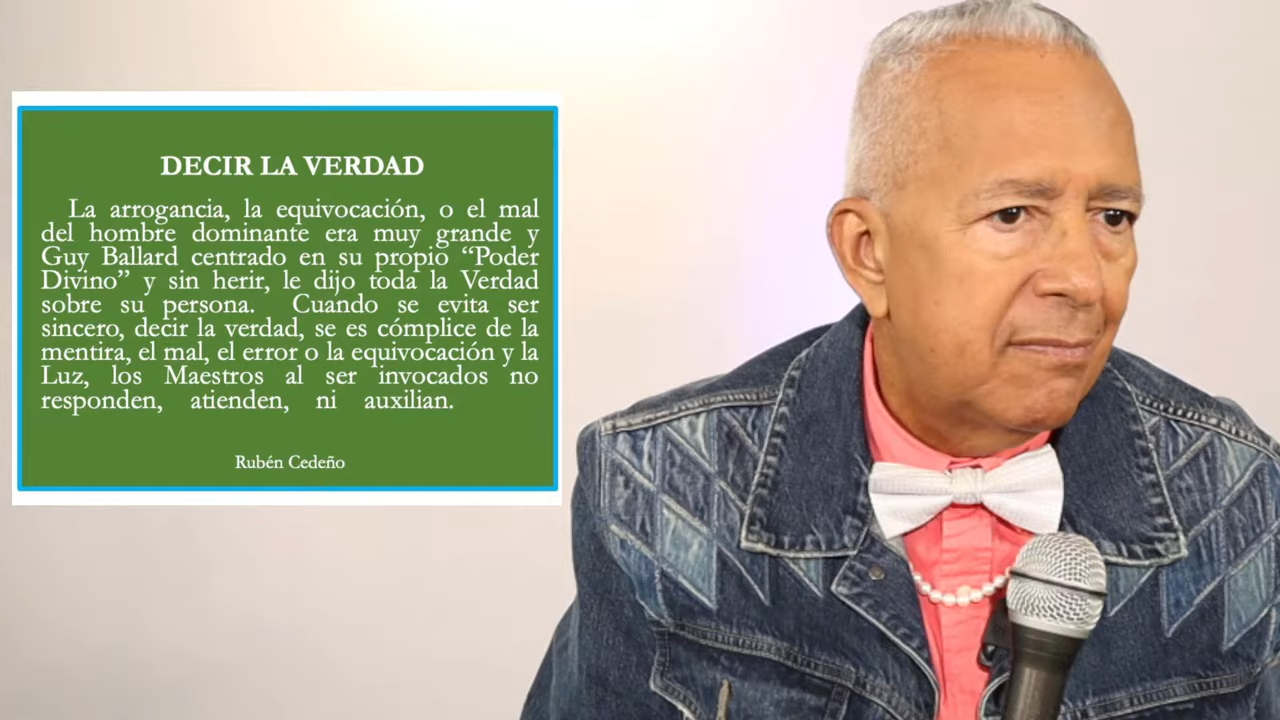 DECIR LA VERDAD
La arrogancia, la equivocación, o el mal
del hombre dominante era muy grande y
Guy Ballard centrado en su propio “Poder
Divino” y sin herir, le dijo toda la Verdad
sobre su persona. Cuando se evita ser
sincero, decir la verdad, se es cómplice de la
mentira, el mal, el error o la equivocación y la
Luz, los Maestros al ser invocados no
responden, atienden, ni auxilian.
Rubén Cedeño